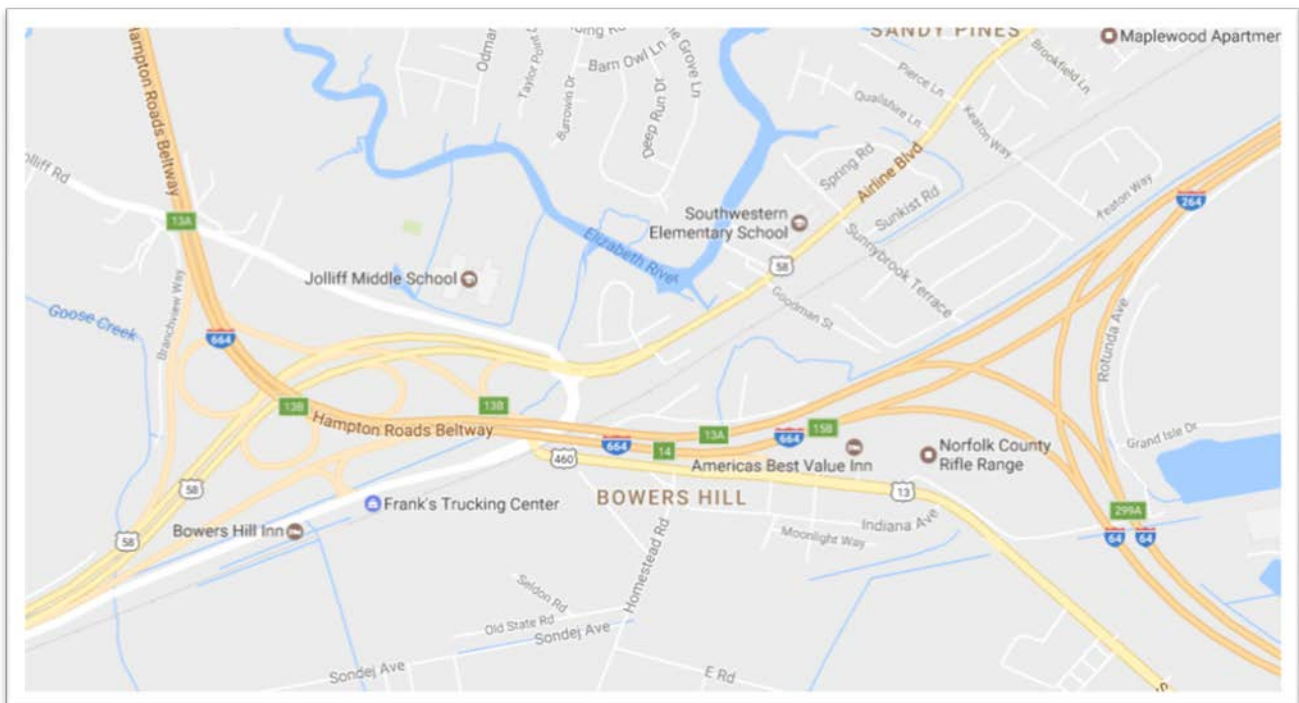 SANDY PINES
Maplewood Apartmen
Hampton Roads Beltway
Odman
Taylor Point
Barn Owl Ln
Burrowin Dr
Deep Run Dr
ne Grove Ln
Pierce Ln
Brookfield Ln
Quailshire Ln
Keaton Way
Airline Blvd
Spring Rd
Sunkist Rd
Teaton Way
264
Jolliff Rd
13A
Southwestern
Elementary School
Elizabeth River
Sunnybrook Terrace
58
Goodman St
Jolliff Middle School
Goose Creek
Branchview Way
664
Rotunda Ave
13B
13B
Hampton Roads Beltway
664
14
13A
664
15B
Grand Isle Dr
Americas Best Value Inn
Norfolk County
Rifle Range
460
58
Frank's Trucking Center
BOWERS HILL
13
Indiana Ave
Moonlight Way
299A
64
64
Bowers Hill Inn
58
Homestead Rd
Seldon Rd
Old State Rd
Sondej Ave
Sondej Ave
E Rd